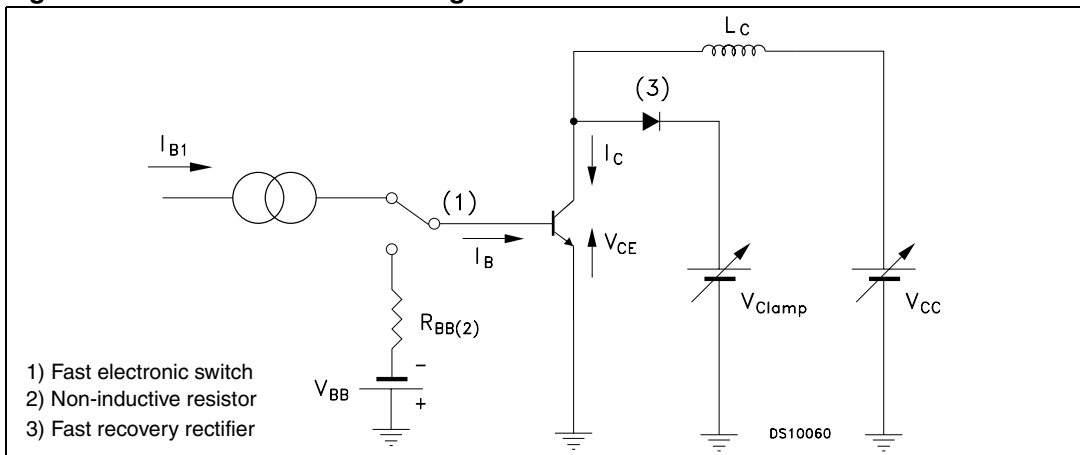 L_C
(3)
I_B1
I_C
(1)
I_B
V_CE
V_Clamp
V_CC
R_BB(2)
V_BB
-
+
1) Fast electronic switch
2) Non-inductive resistor
3) Fast recovery rectifier
DS10060